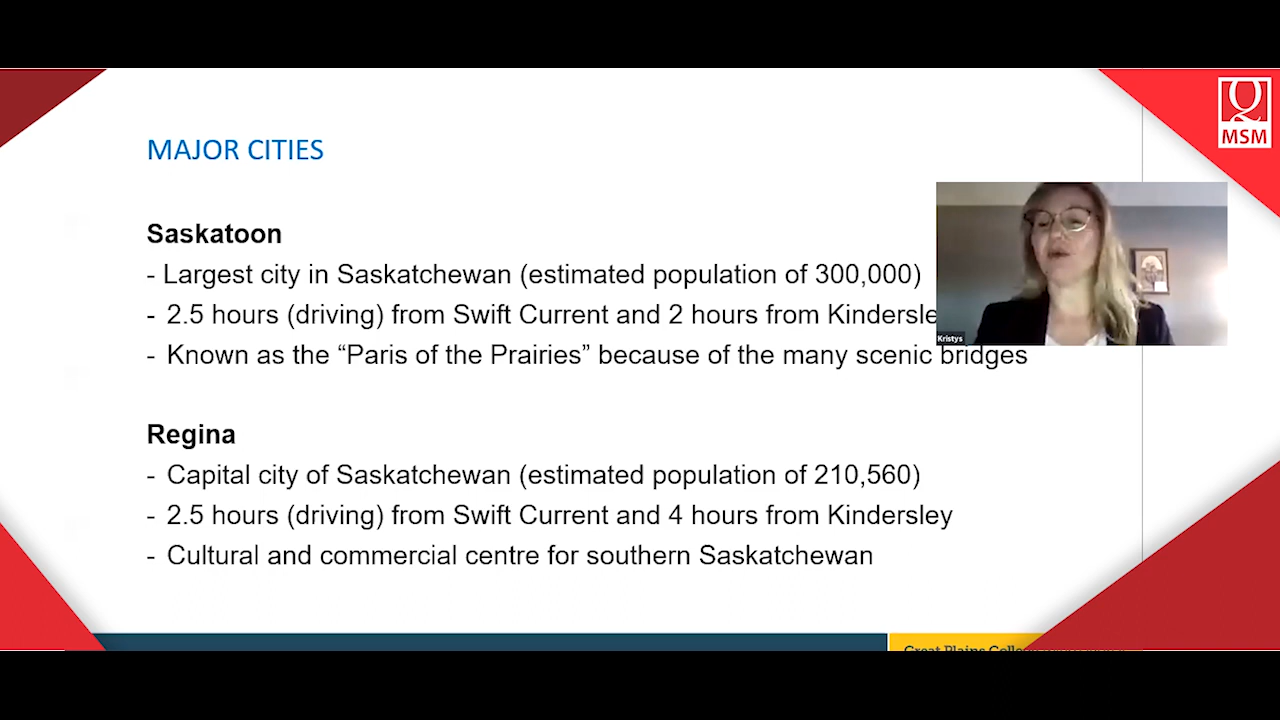 MSM
MAJOR CITIES
Saskatoon
- Largest city in Saskatchewan (estimated population of 300,000)
- 2.5 hours (driving) from Swift Current and 2 hours from Kindersle
- Known as the “Paris of the Prairies” because of the many scenic bridges
Kristys
Regina
- Capital city of Saskatchewan (estimated population of 210,560)
- 2.5 hours (driving) from Swift Current and 4 hours from Kindersley
- Cultural and commercial centre for southern Saskatchewan
Great Plains